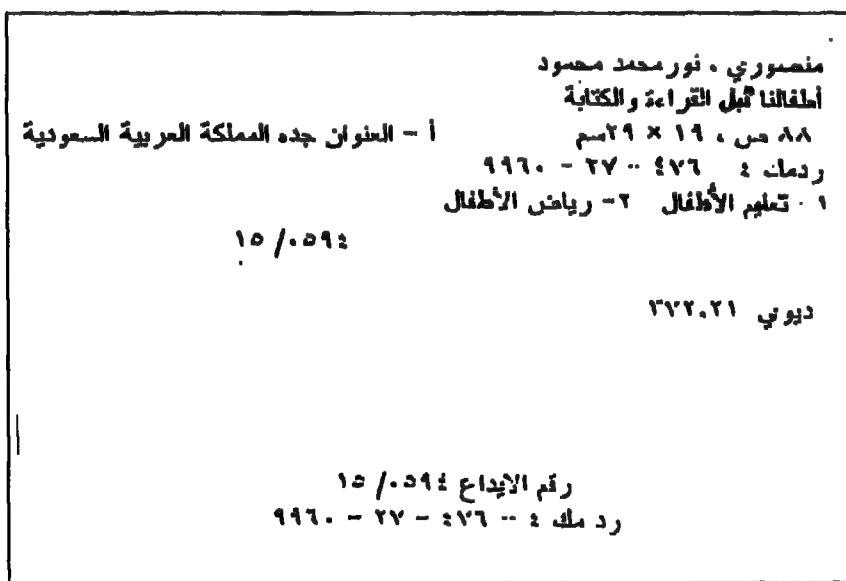 منصوري ، نور محمد محمود
أطفالنا قبل القراءة والكتابة
٨٨ ص ، ١٩ × ٢٩سم أ – العنوان جده المملكة العربية السعودية
ردمك ٤ ٤٧٦ -- ٢٧ – ٩٩٦٠
١ . تعليم الأطفال ٢- رياض الأطفال
١٥ /٠٥٩٤
ديوي ٣٧٢.٢١
رقم الايداع ٠٥٩٤ /١٥
رد مك ٤ -- ٤٧٦ – ٢٧ – ٩٩٦٠